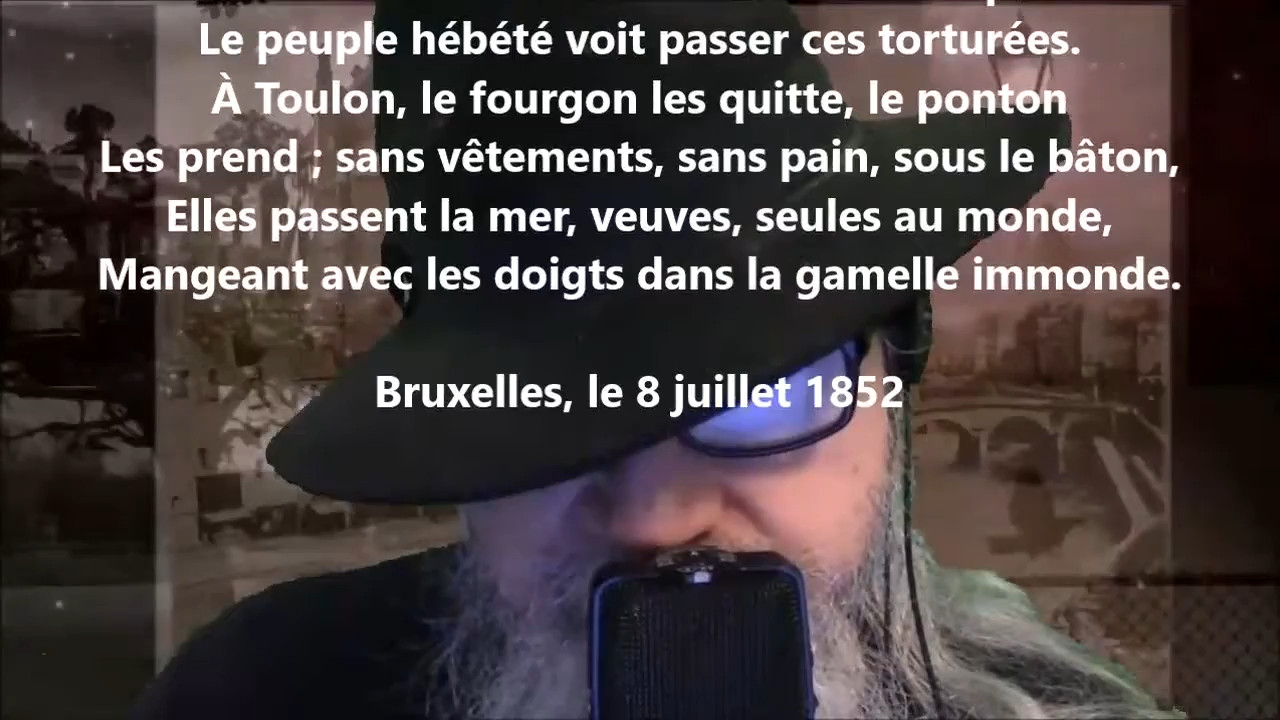 Le peuple hébété voit passer ces torturées.
À Toulon, le fourgon les quitte, le ponton
Les prend ; sans vêtements, sans pain, sous le bâton,
Elles passent la mer, veuves, seules au monde,
Mangeant avec les doigts dans la gamelle immonde.
Bruxelles, le 8 juillet 1852